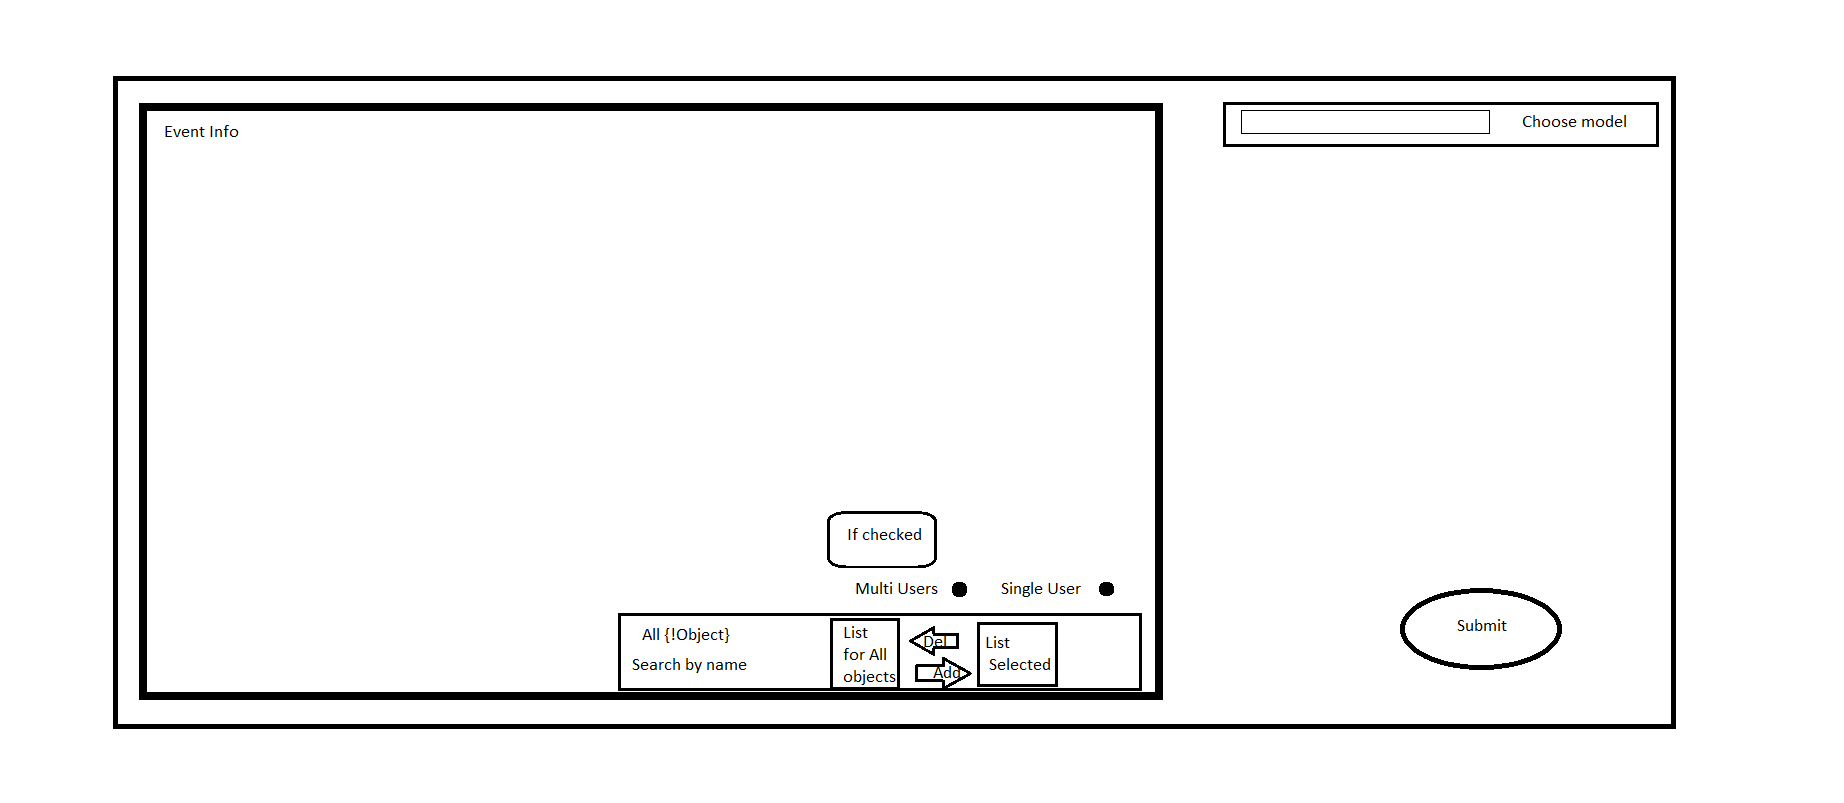 Event Info
Choose model
If checked
Multi Users
Single User
All {!Object}
Search by name
List
for All
objects
Del
Add
List
Selected
Submit